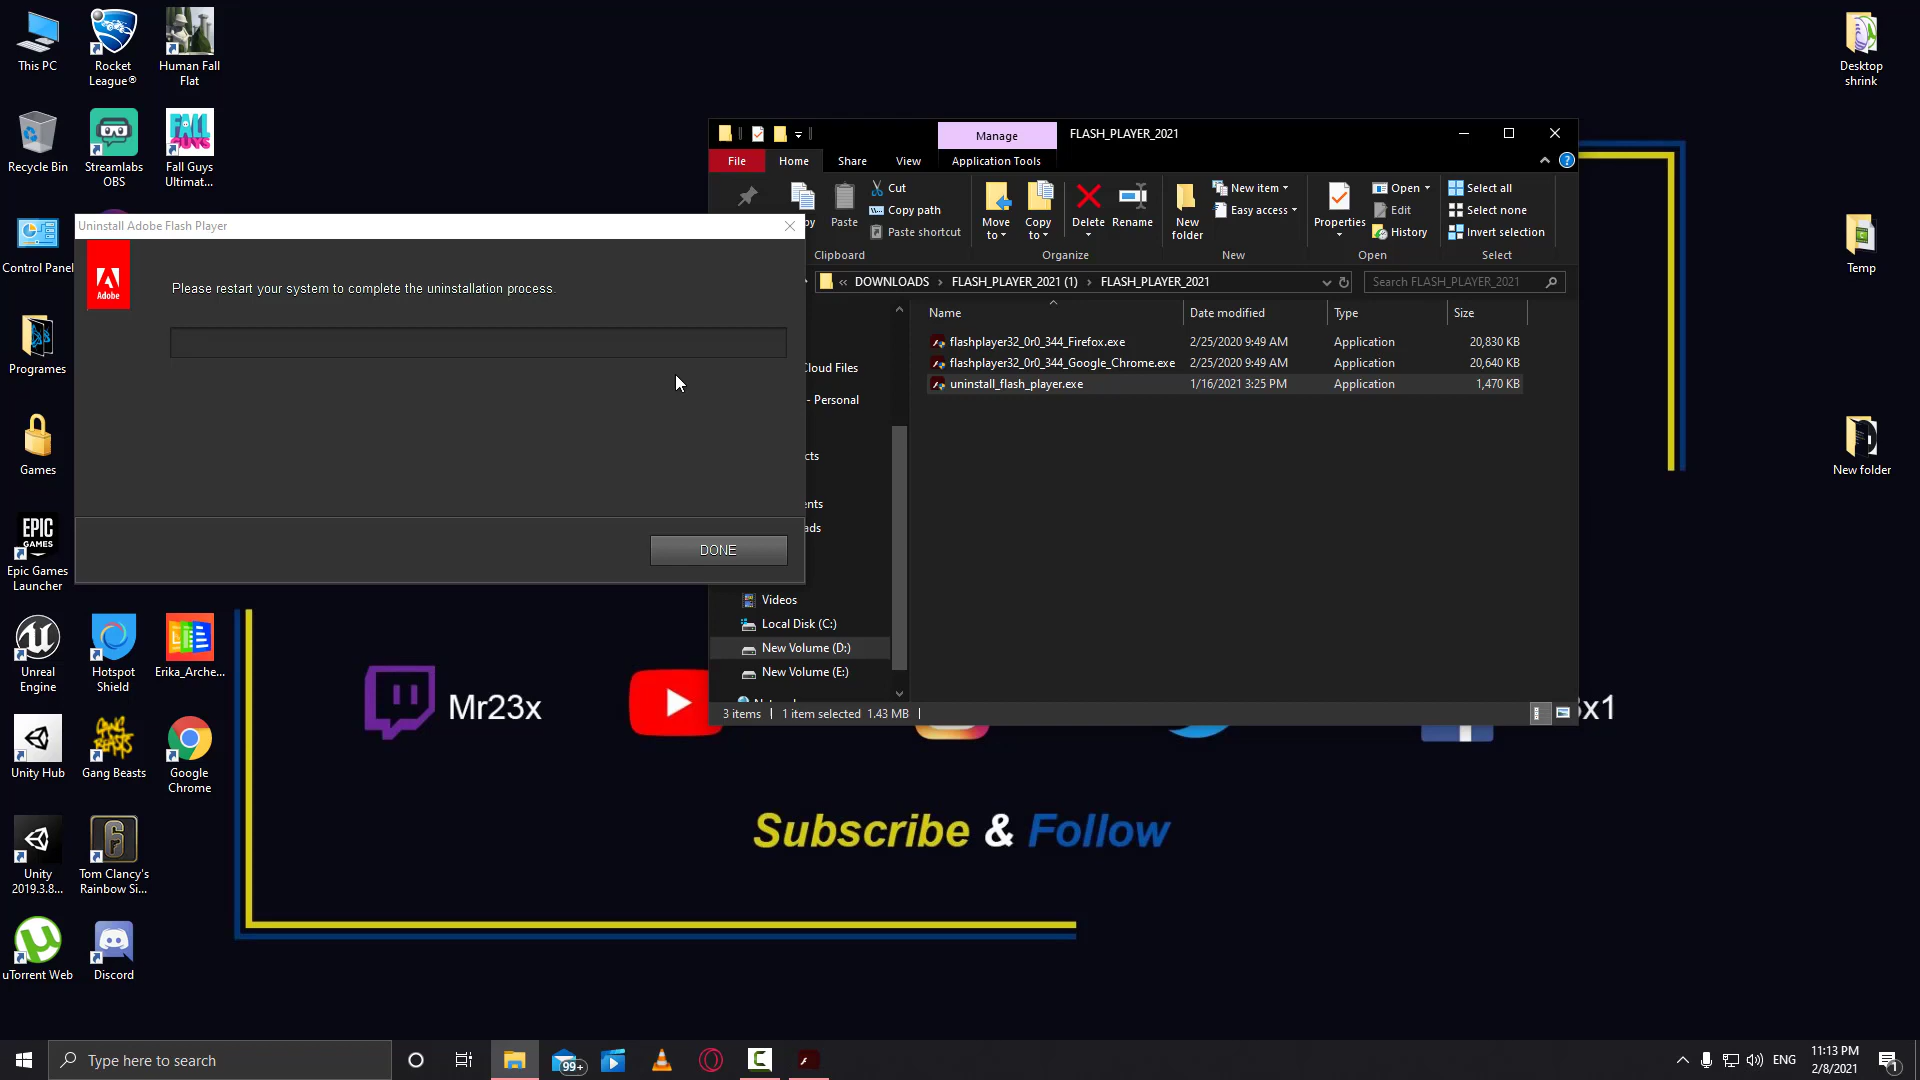 This PC
Rocket
League®
Human Fall
Flat
Recycle Bin
Streamlabs
OBS
FALL
GUYS
Fall Guys
Ultimat...
Control Panel
Programes
Games
EPIC
GAMES
Epic Games
Launcher
Unreal
Engine
Hotspot
Shield
Erika_Arche...
Unity Hub
GANG
BEASTS
Gang Beasts
Google
Chrome
Unity
2019.3.8...
Tom Clancy's
Rainbow Si...
uTorrent Web
Discord
Desktop
shrink
Temp
New folder
Uninstall Adobe Flash Player
Adobe
Please restart your system to complete the uninstallation process.
DONE
Manage
FLASH_PLAYER_2021
File
Home
Share
View
Application Tools
Paste
Cut
Copy path
Paste shortcut
Clipboard
Move
to
Copy
to
Delete
Rename
Organize
New
folder
New item
Easy access
New
Properties
Open
Edit
History
Open
Select all
Select none
Invert selection
Select
« DOWNLOADS > FLASH_PLAYER_2021 (1) > FLASH_PLAYER_2021
Search FLASH_PLAYER_2021
Name Date modified Type Size
flashplayer32_0r0_344_Firefox.exe 2/25/2020 9:49 AM Application 20,830 KB
flashplayer32_0r0_344_Google_Chrome.exe 2/25/2020 9:49 AM Application 20,640 KB
uninstall_flash_player.exe 1/16/2021 3:25 PM Application 1,470 KB
Cloud Files
- Personal
Videos
Local Disk (C:)
New Volume (D:)
New Volume (E:)
3 items
1 item selected 1.43 MB
Mr23x
3x1
Subscribe & Follow
Type here to search
99+
ENG
11:13 PM
2/8/2021
1